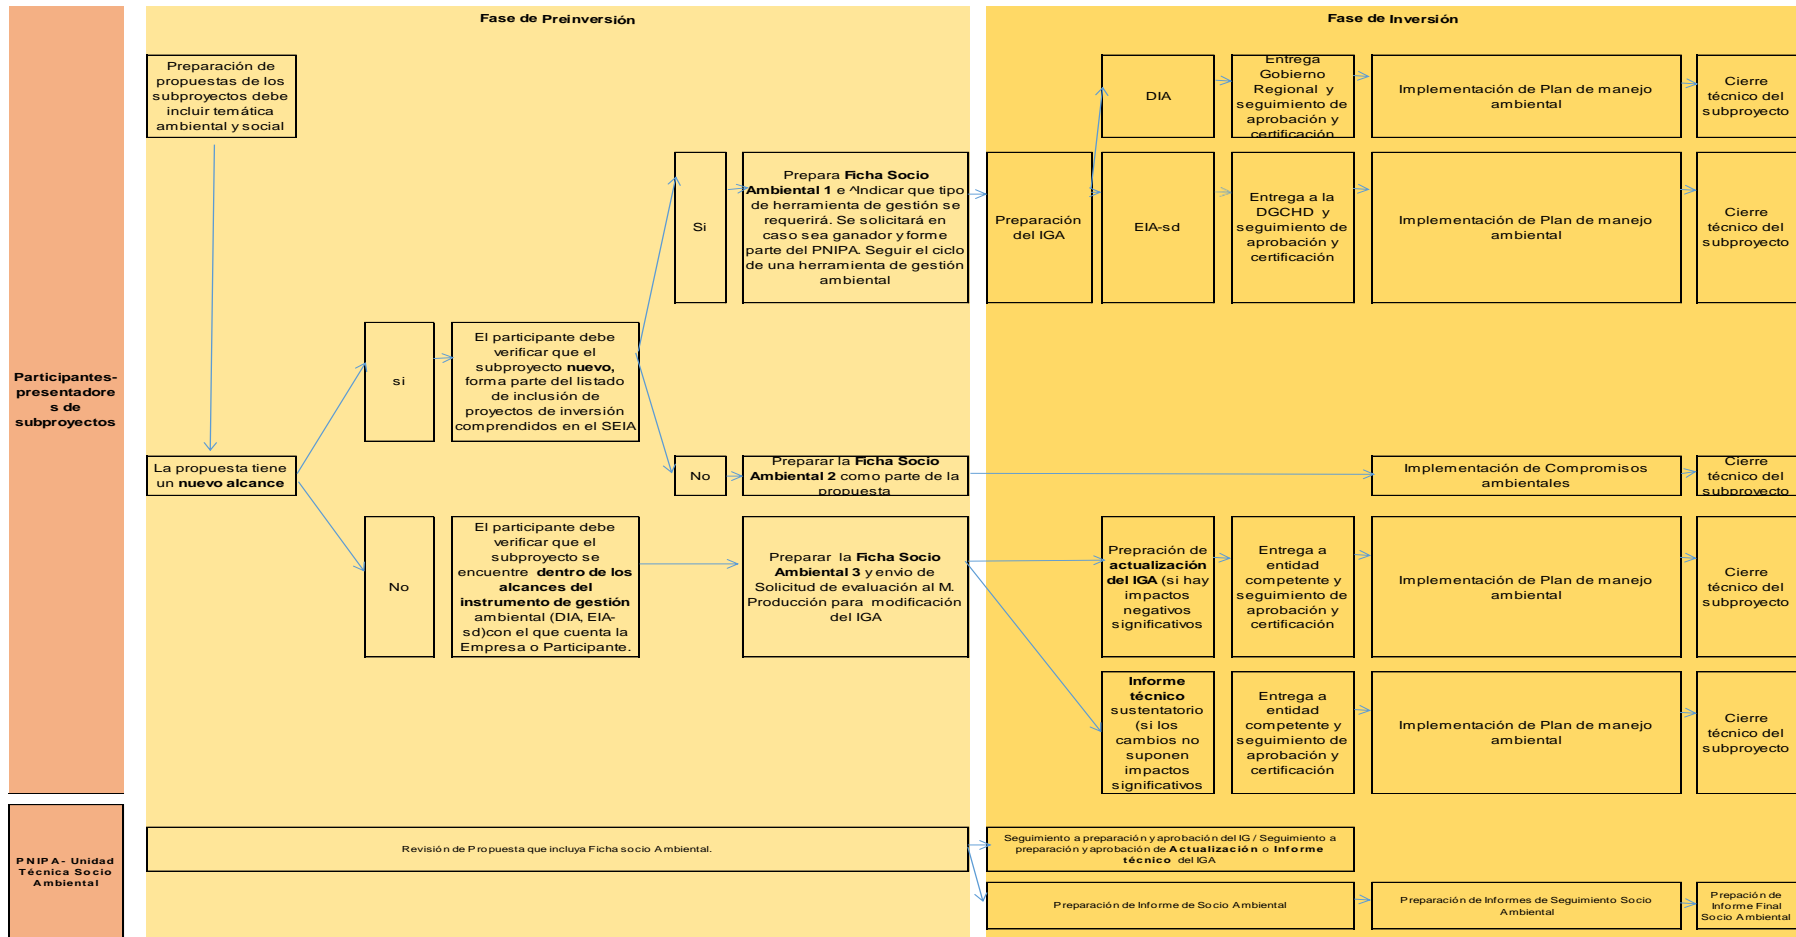 Fase de Preinversión
Fase de Inversión
Participantes-
presentadore
s de
subproyectos
Preparación de
propuestas de los
subproyectos debe
incluir temática
ambiental y social
La propuesta tiene
un nuevo alcance
si
El participante debe
verificar que el
subproyecto nuevo,
forma parte del listado
de inclusión de
proyectos de inversión
comprendidos en el SEIA
Si
Prepara Ficha Socio
Ambiental 1 e ^Indicar que tipo
de herramienta de gestión se
requerirá. Se solicitará en
caso sea ganador y forme
parte del PNIPA. Seguir el ciclo
de una herramienta de gestión
ambiental
Preparación
del IGA
DIA
Entrega
Gobierno
Regional y
seguimiento de
aprobación y
certificación
Implementación de Plan de manejo
ambiental
Cierre
técnico del
subproyecto
EIA-sd
Entrega a la
DGCHD y
seguimiento de
aprobación y
certificación
Implementación de Plan de manejo
ambiental
Cierre
técnico del
subproyecto
No
Preparar la Ficha Socio
Ambiental 2 como parte de la
propuesta
Implementación de Compromisos
ambientales
Cierre
técnico del
subproyecto
No
El participante debe
verificar que el
subproyecto se
encuentre dentro de los
alcances del
instrumento de gestión
ambiental (DIA, EIA-
sd)con el que cuenta la
Empresa o Participante.
Preparar la Ficha Socio
Ambiental 3 y envio de
Solicitud de evaluación al M.
Producción para modificación
del IGA
Prepración de
actualización
del IGA (si hay
impactos
negativos
significativos
Entrega a
entidad
competente y
seguimiento de
aprobación y
certificación
Implementación de Plan de manejo
ambiental
Cierre
técnico del
subproyecto
Informe
técnico
sustentatorio
(si los
cambios no
suponen
impactos
significativos
Entrega a
entidad
competente y
seguimiento de
aprobación y
certificación
Implementación de Plan de manejo
ambiental
Cierre
técnico del
subproyecto
PNIPA- Unidad
Técnica Socio
Ambiental
Revisión de Propuesta que incluya Ficha socio Ambiental.
Seguimiento a preparación y aprobación del IG / Seguimiento a
preparación y aprobación de Actualización o Informe
técnico del IGA
Preparación de Informe de Socio Ambiental
Preparación de Informes de Seguimiento Socio
Ambiental
Prepación de
Informe Final
Socio Ambiental